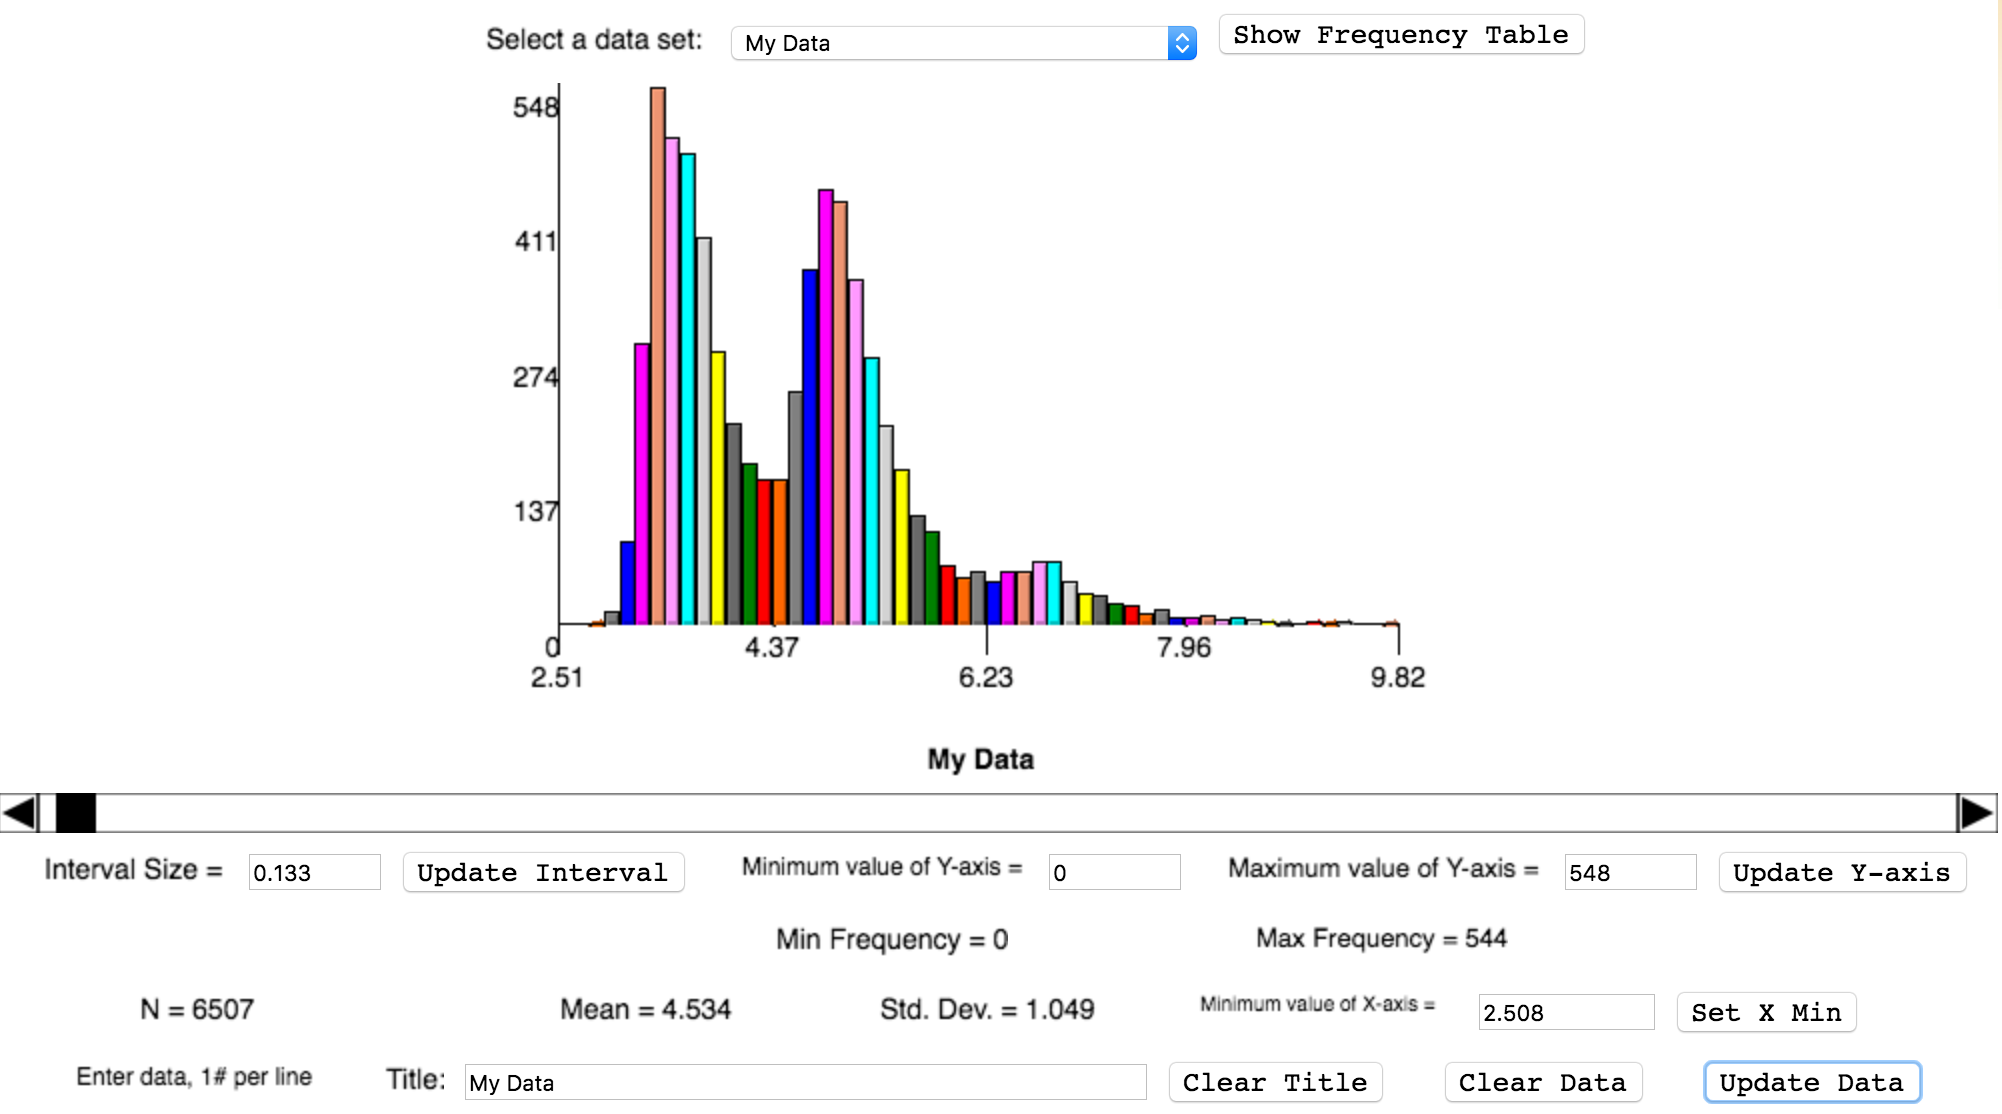 Select a data set: My Data Show Frequency Table
548
411
274
137
0 4.37 7.96
2.51 6.23 9.82
My Data
Interval Size = 0.133 Update Interval Minimum value of Y-axis = 0 Maximum value of Y-axis = 548 Update Y-axis
Min Frequency = 0 Max Frequency = 544
N = 6507 Mean = 4.534 Std. Dev. = 1.049 Minimum value of X-axis = 2.508 Set X Min
Enter data, 1# per line Title: My Data Clear Title Clear Data Update Data